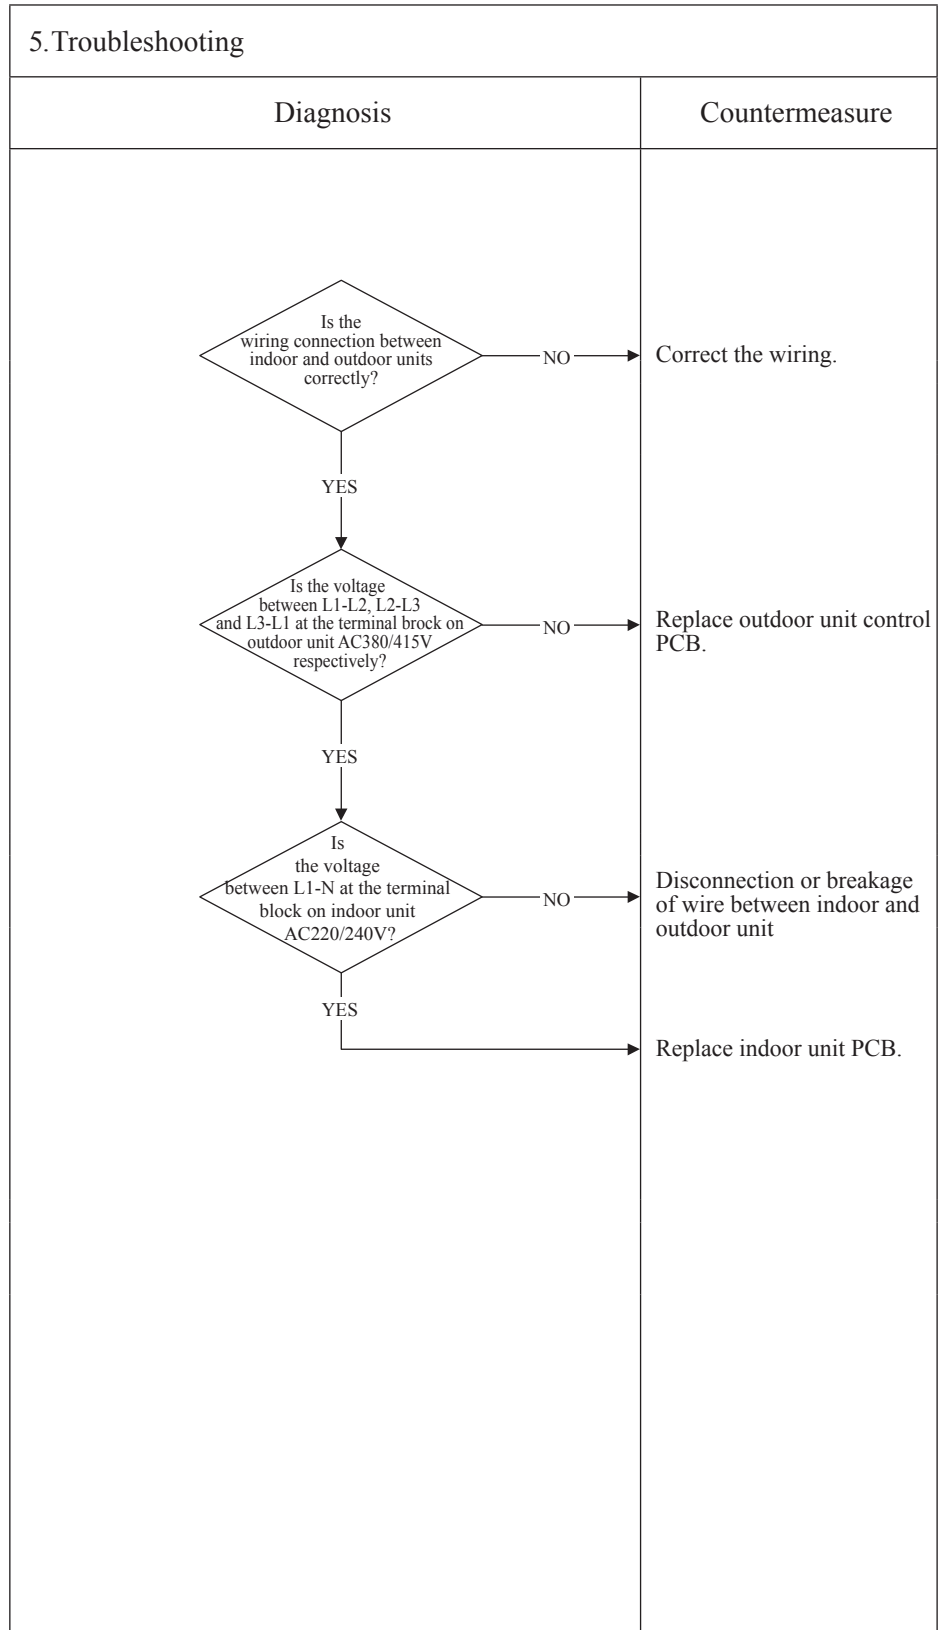 5.Troubleshooting
Diagnosis
Countermeasure
Is the
wiring connection between
indoor and outdoor units
correctly?
NO
Correct the wiring.
YES
Is the voltage
between L1-L2, L2-L3
and L3-L1 at the terminal brock on
outdoor unit AC380/415V
respectively?
NO
Replace outdoor unit control
PCB.
YES
Is
the voltage
between L1-N at the terminal
block on indoor unit
AC220/240V?
NO
Disconnection or breakage
of wire between indoor and
outdoor unit
YES
Replace indoor unit PCB.